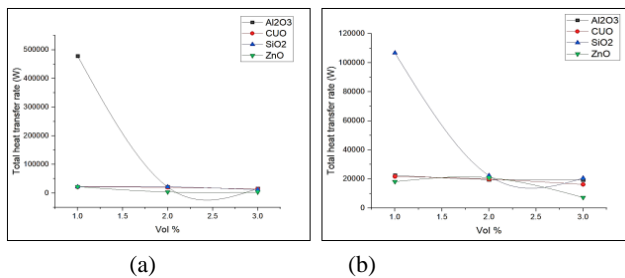 Al2O3
CUO
SiO2
ZnO
Total heat transfer rate (W)
500000
400000
300000
200000
100000
0
1.0 1.5 2.0 2.5 3.0
Vol %
(a)
Al2O3
CUO
SiO2
ZnO
Total heat transfer rate (W)
120000
100000
80000
60000
40000
20000
0
1.0 1.5 2.0 2.5 3.0
Vol %
(b)